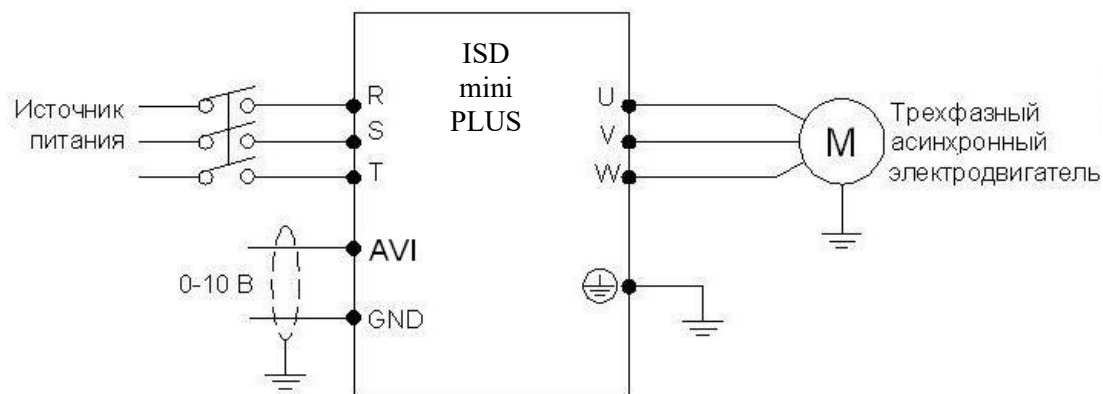 ISD
mini
PLUS
Источник
питания
R
S
T
AVI
0-10 В
GND
U
V
W
M
Трехфазный
асинхронный
электродвигатель